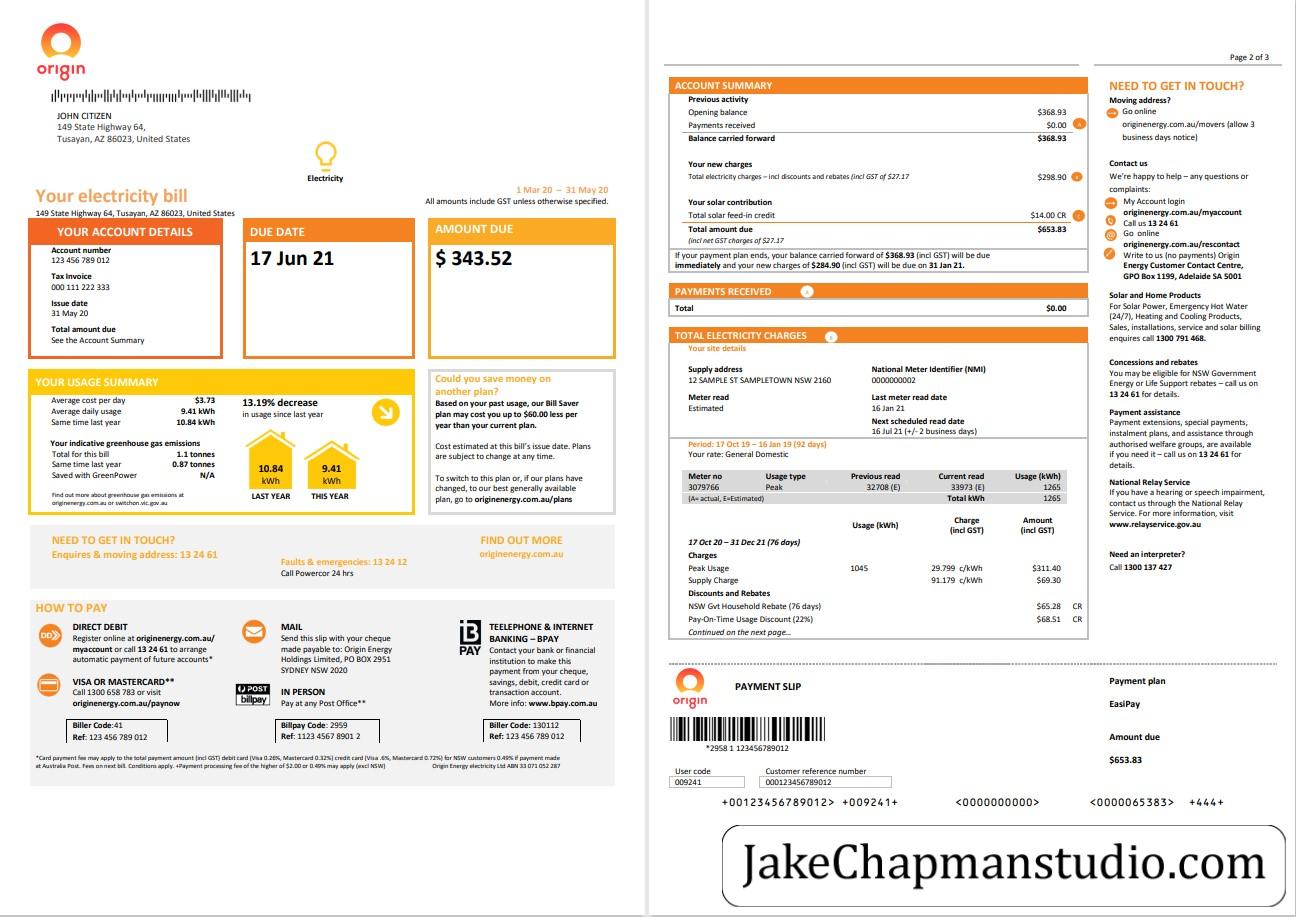 origin
JOHN CITIZEN
149 State Highway 64,
Tusayan, AZ 86023, United States
Electricity
Your electricity bill
1 Mar 20 – 31 May 20
All amounts include GST unless otherwise specified.
149 State Highway 64, Tusayan, AZ 86023, United States
YOUR ACCOUNT DETAILS
Account number
123 456 789 012
Tax Invoice
000 111 222 333
Issue date
31 May 20
Total amount due
See the Account Summary
DUE DATE
17 Jun 21
AMOUNT DUE
$ 343.52
YOUR USAGE SUMMARY
Average cost per day $3.73
Average daily usage 9.41 kWh
Same time last year 10.84 kWh
Your indicative greenhouse gas emissions
Total for this bill 1.1 tonnes
Same time last year 0.87 tonnes
Saved with GreenPower N/A
Find out more about greenhouse gas emissions at
originenergy.com.au or switchon.vic.gov.au
13.19% decrease
in usage since last year
10.84 9.41
kWh kWh
LAST YEAR THIS YEAR
Could you save money on
another plan?
Based on your past usage, our Bill Saver
plan may cost you up to $60.00 less per
year than your current plan.
Cost estimated at this bill's issue date. Plans
are subject to change at any time.
To switch to this plan or, if our plans have
changed, to our best generally available
plan, go to originenergy.com.au/plans
NEED TO GET IN TOUCH?
Enquires & moving address: 13 24 61
Faults & emergencies: 13 24 12
Call Powercor 24 hrs
FIND OUT MORE
originenergy.com.au
HOW TO PAY
DD
DIRECT DEBIT
Register online at originenergy.com.au/
myaccount or call 13 24 61 to arrange
automatic payment of future accounts*
VISA OR MASTERCARD**
Call 1300 658 783 or visit
originenergy.com.au/paynow
Biller Code:41
Ref: 123 456 789 012
MAIL
Send this slip with your cheque
made payable to: Origin Energy
Holdings Limited, PO BOX 2951
SYDNEY NSW 2020
POST
billpay
IN PERSON
Pay at any Post Office**
Billpay Code: 2959
Ref: 1123 4567 8901 2
B
PAY
TEELEPHONE & INTERNET
BANKING – BPAY
Contact your bank or financial
institution to make this
payment from your cheque,
savings, debit, credit card or
transaction account.
More info: www.bpay.com.au
Biller Code: 130112
Ref: 123 456 789 012
*Card payment fee may apply to the total payment amount (incl GST) debit card (Visa 0.26%, Mastercard 0.32%) credit card (Visa .6%, Mastercard 0.72%) for NSW customers 0.49% if payment made
at Australia Post. Fees on next bill. Conditions apply. +Payment processing fee of the higher of $2.00 or 0.49% may apply (excl NSW) Origin Energy electricity Ltd ABN 33 071 052 287
Page 2 of 3
ACCOUNT SUMMARY
Previous activity
Opening balance $368.93
Payments received $0.00
Balance carried forward $368.93
Your new charges
Total electricity charges – incl discounts and rebates (incl GST of $27.17 $298.90
Your solar contribution
Total solar feed-in credit $14.00 CR
Total amount due $653.83
(incl net GST charges of $27.17
If your payment plan ends, your balance carried forward of $368.93 (incl GST) will be due
immediately and your new charges of $284.90 (incl GST) will be due on 31 Jan 21.
PAYMENTS RECEIVED
Total $0.00
TOTAL ELECTRICITY CHARGES
Your site details
Supply address National Meter Identifier (NMI)
12 SAMPLE ST SAMPLETOWN NSW 2160 0000000002
Meter read Last meter read date
Estimated 16 Jan 21
Next scheduled read date
16 Jul 21 (+/- 2 business days)
Period: 17 Oct 19 – 16 Jan 19 (92 days)
Your rate: General Domestic
Meter no Usage type Previous read Current read Usage (kWh)
3079766 Peak 32708 (E) 33973 (E) 1265
(A= actual, E=Estimated) Total kWh 1265
Usage (kWh) Charge (incl GST) Amount (incl GST)
17 Oct 20 – 31 Dec 21 (76 days)
Charges
Peak Usage 1045 29.799 c/kWh $311.40
Supply Charge 91.179 c/kWh $69.30
Discounts and Rebates
NSW Gvt Household Rebate (76 days) $65.28 CR
Pay-On-Time Usage Discount (22%) $68.51 CR
Continued on the next page...
NEED TO GET IN TOUCH?
Moving address?
Go online
originenergy.com.au/movers (allow 3
business days notice)
Contact us
We're happy to help – any questions or
complaints:
My Account login
originenergy.com.au/myaccount
Call us 13 24 61
Go online
originenergy.com.au/rescontact
Write to us (no payments) Origin
Energy Customer Contact Centre,
GPO Box 1199, Adelaide SA 5001
Solar and Home Products
For Solar Power, Emergency Hot Water
(24/7), Heating and Cooling Products,
Sales, installations, service and solar billing
enquires call 1300 791 468.
Concessions and rebates
You may be eligible for NSW Government
Energy or Life Support rebates – call us on
13 24 61 for details.
Payment assistance
Payment extensions, special payments,
instalment plans, and assistance through
authorised welfare groups, are available
if you need it – call us on 13 24 61 for
details.
National Relay Service
If you have a hearing or speech impairment,
contact us through the National Relay
Service. For more information, visit
www.relayservice.gov.au
Need an interpreter?
Call 1300 137 427
origin
PAYMENT SLIP
*2958 1 123456789012
User code Customer reference number
009241 000123456789012
Payment plan
EasiPay
Amount due
$653.83
+00123456789012> +009241+ <0000000000> <0000065383> +444+
JakeChapmanstudio.com